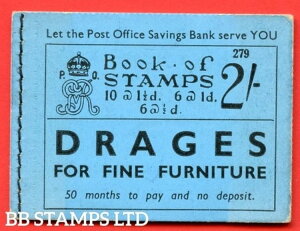 Let the Post Office Savings Bank serve YOU
279
P O
Book of
STAMPS
2/-
10 @ 1½d. 6 @ 1d.
6 @ ½d.
DRAGES
FOR FINE FURNITURE
50 months to pay and no deposit.
BB STAMPS LTD